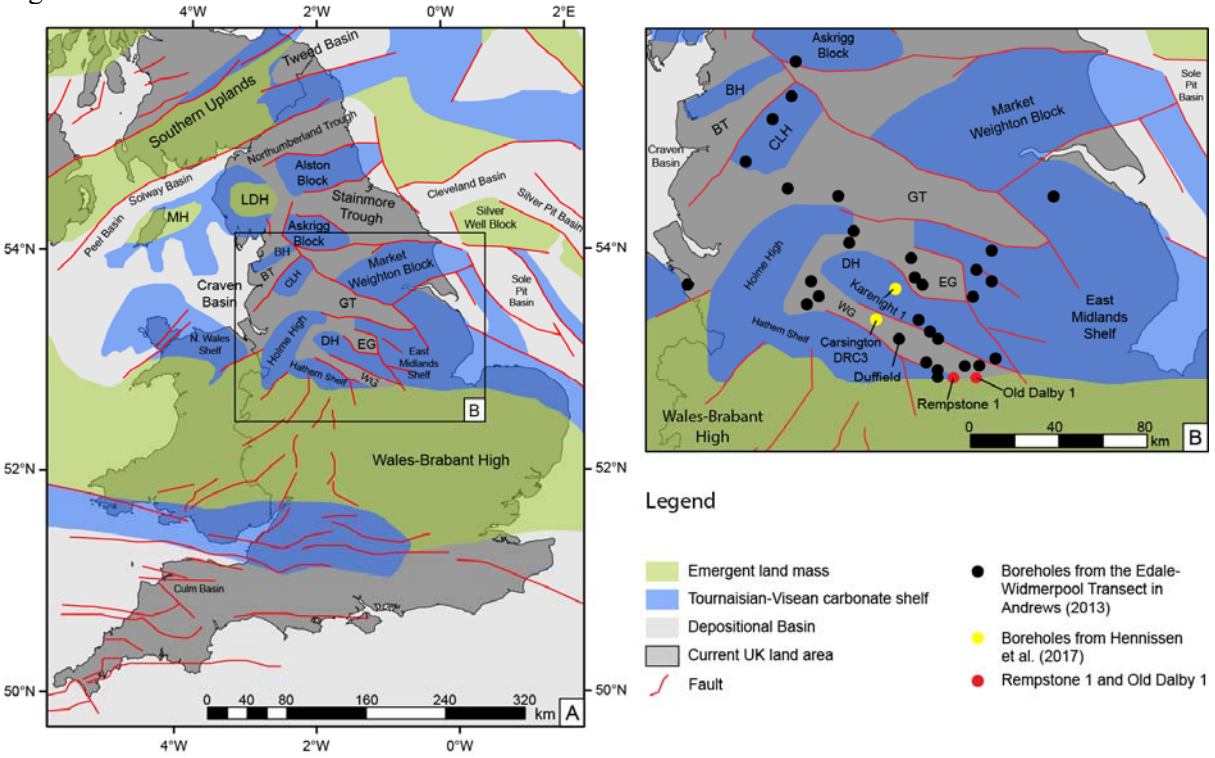 4°W 2°W 0°W 2°E
54°N
52°N
50°N
4°W 2°W 0°W
54°N
52°N
50°N
Tweed Basin
Southern Uplands
Northumberland Trough
Solway Basin
Alston
Block
Peel Basin
MH
LDH
Stainmore
Trough
Cleveland Basin
Silver Pit Basin
Silver
Well Block
Askrigg
Block
BH
BT
CLH
Market
Weighton Block
Craven
Basin
GT
Sole
Pit
Basin
N. Wales
Shelf
Holme High
DH
EG
East
Midlands
Shelf
Hathern Shelf
WG
B
Wales-Brabant High
Culm Basin
0 40 80 160 240 320
km
A
Askrigg
Block
BH
BT
CLH
Craven
Basin
Market
Weighton Block
Sole
Pit
Basin
GT
Holme High
DH
Karenight 1
EG
WG
Hathern Shelf
East
Midlands
Shelf
Carsington
DRC3
Duffield
Rempstone 1
Old Dalby 1
Wales-Brabant
High
0 40 80
km
B
Legend
Emergent land mass
Tournaisian-Visean carbonate shelf
Depositional Basin
Current UK land area
Fault
Boreholes from the Edale-
Widmerpool Transect in
Andrews (2013)
Boreholes from Hennissen
et al. (2017)
Rempstone 1 and Old Dalby 1